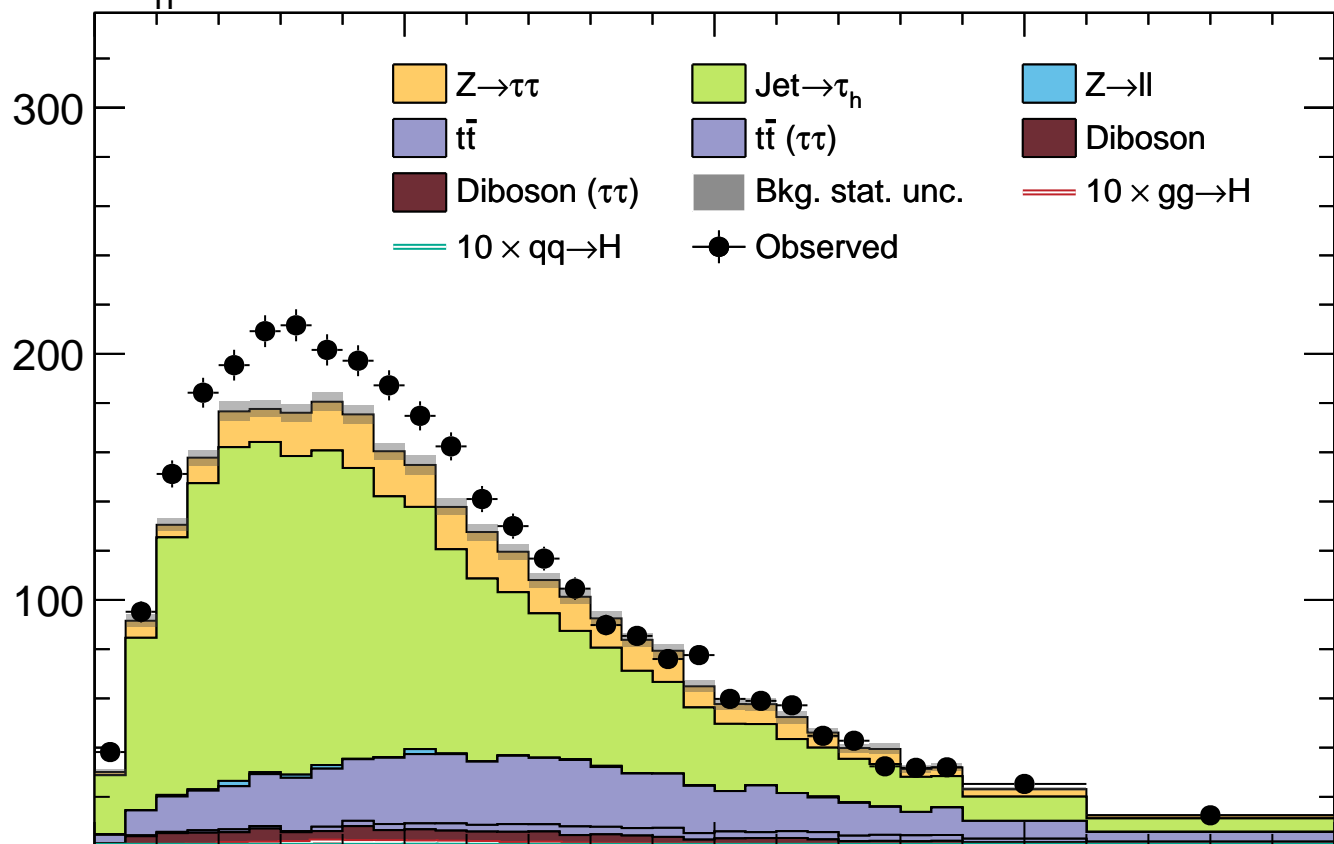 H
300
200
100
Z→ττ Jet→τh Z→ll
tt̄ tt̄ (ττ) Diboson
Diboson (ττ) Bkg. stat. unc. 10 × gg→H
10 × qq→H Observed